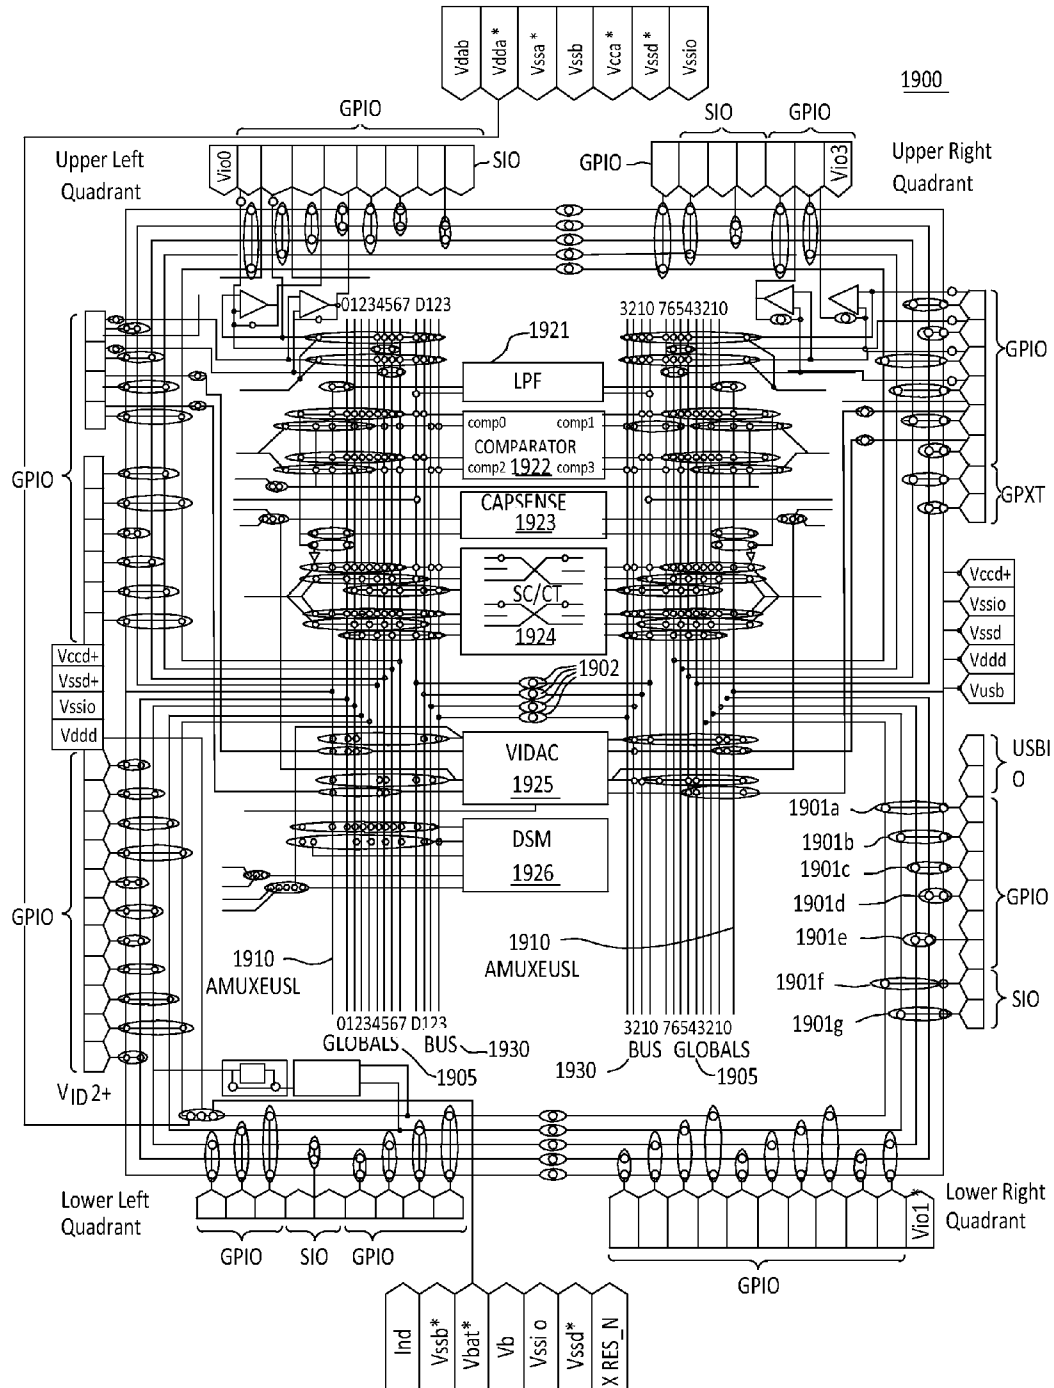 Vdab
Vdda*
Vssa*
Vssb
Vcca*
Vssd*
Vssio
1900
GPIO
SIO
GPIO
Upper Left
Quadrant
Vio0
SIO
GPIO
Vio3
Upper Right
Quadrant
01234567 D123
3210 76543210
1921
LPF
GPIO
comp0
comp1
COMPARATOR
1922
comp2
comp3
GPIO
CAPSENSE
1923
GPXT
SC/CT
1924
Vccd+
Vssio
Vssd
Vddd
Vusb
Vccd+
Vssd+
Vssio
Vddd
1902
VIDAC
1925
USBI
O
1901a
1901b
1901c
1901d
1901e
1901f
1901g
GPIO
SIO
DSM
1926
GPIO
1910
AMUXEUSL
1910
AMUXEUSL
01234567 D123
GLOBALS
BUS
1930
1905
3210 76543210
BUS
GLOBALS
1930
1905
VID2+
Lower Left
Quadrant
GPIO
SIO
GPIO
GPIO
Vio1*
Lower Right
Quadrant
Ind
Vssb*
Vbat*
Vb
Vssi o
Vssd*
X RES_N